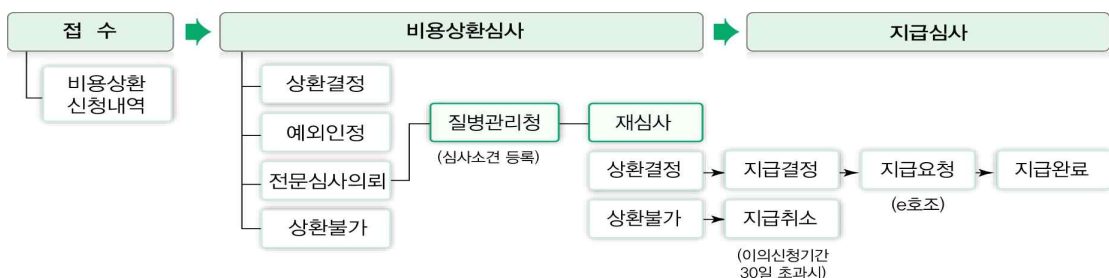 접 수
비용상환심사
지급심사
비용상환
신청내역
상환결정
예외인정
전문심사의뢰
상환불가
질병관리청
(심사소견 등록)
재심사
상환결정
지급결정
지급요청
(e호조)
지급완료
상환불가
지급취소
(이의신청기간
30일 초과시)